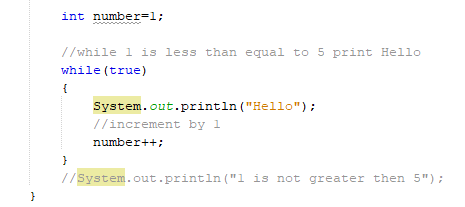 int number=1;
//while 1 is less than equal to 5 print Hello
while(true)
{
System.out.println("Hello");
//increment by 1
number++;
}
//System.out.println("1 is not greater then 5");
}